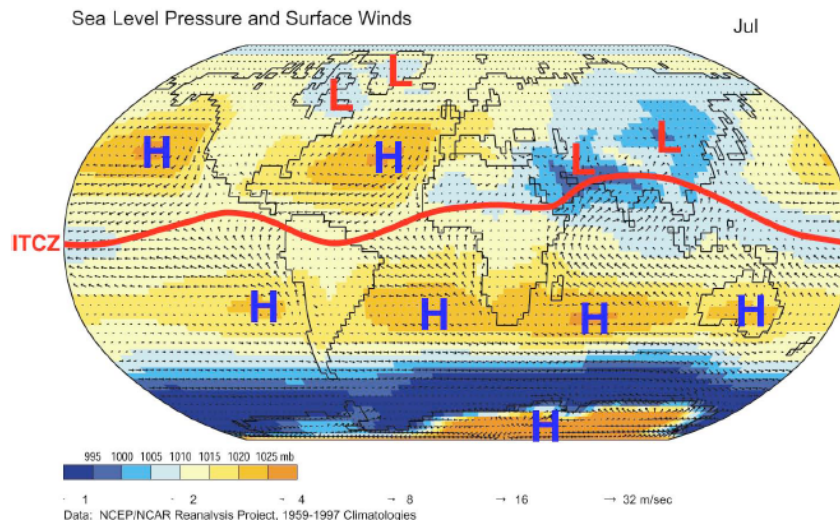 Sea Level Pressure and Surface Winds
Jul
L
L
H
H
L
L
ITCZ
H
H
H
H
H
995 1000 1005 1010 1015 1020 1025 mb
→ 1 → 2 → 4 → 8 → 16 → 32 m/sec
Data: NCEP/NCAR Reanalysis Project, 1959-1997 Climatologies